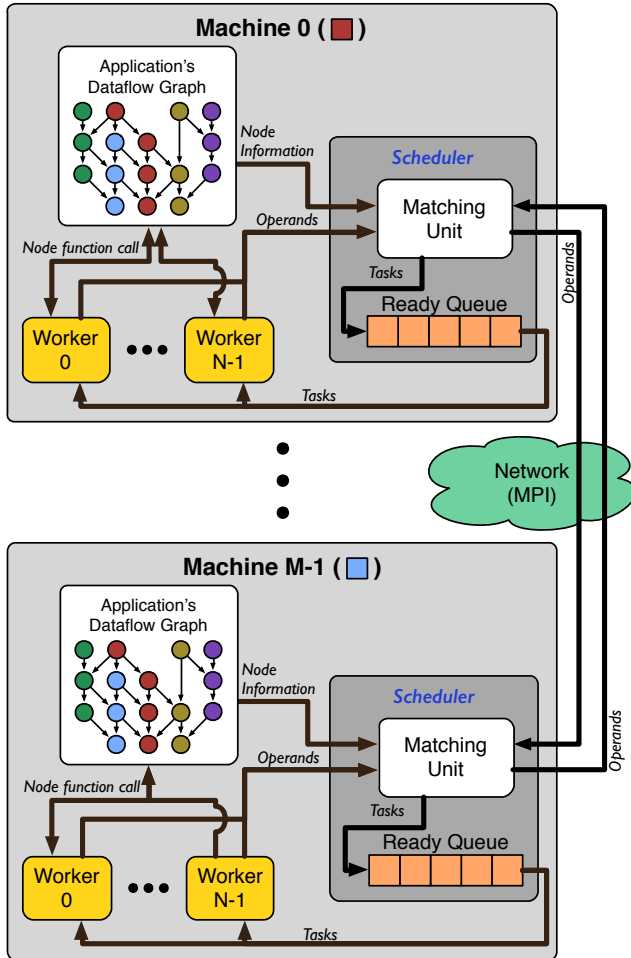 Machine 0 ( )
Application's
Dataflow Graph
Node
Information
Scheduler
Matching
Unit
Operands
Node function call
Tasks
Operands
Ready Queue
Worker
0
Worker
N-1
Tasks
Network
(MPI)
Machine M-1 ( )
Application's
Dataflow Graph
Node
Information
Scheduler
Matching
Unit
Operands
Operands
Node function call
Tasks
Ready Queue
Worker
0
Worker
N-1
Tasks